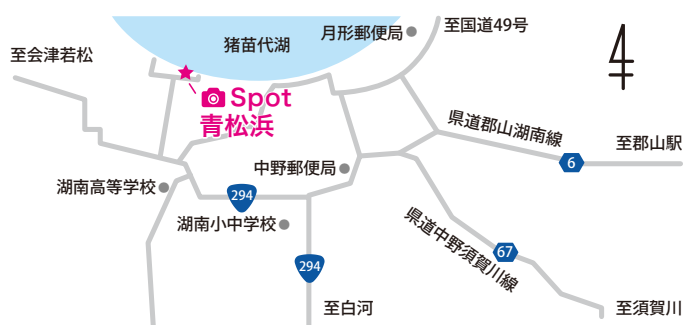 至国道49号
月形郵便局
猪苗代湖
至会津若松
Spot
青松浜
県道郡山湖南線
至郡山駅
6
中野郵便局
湖南高等学校
294
湖南小中学校
県道中野須賀川線
67
294
至白河
至須賀川